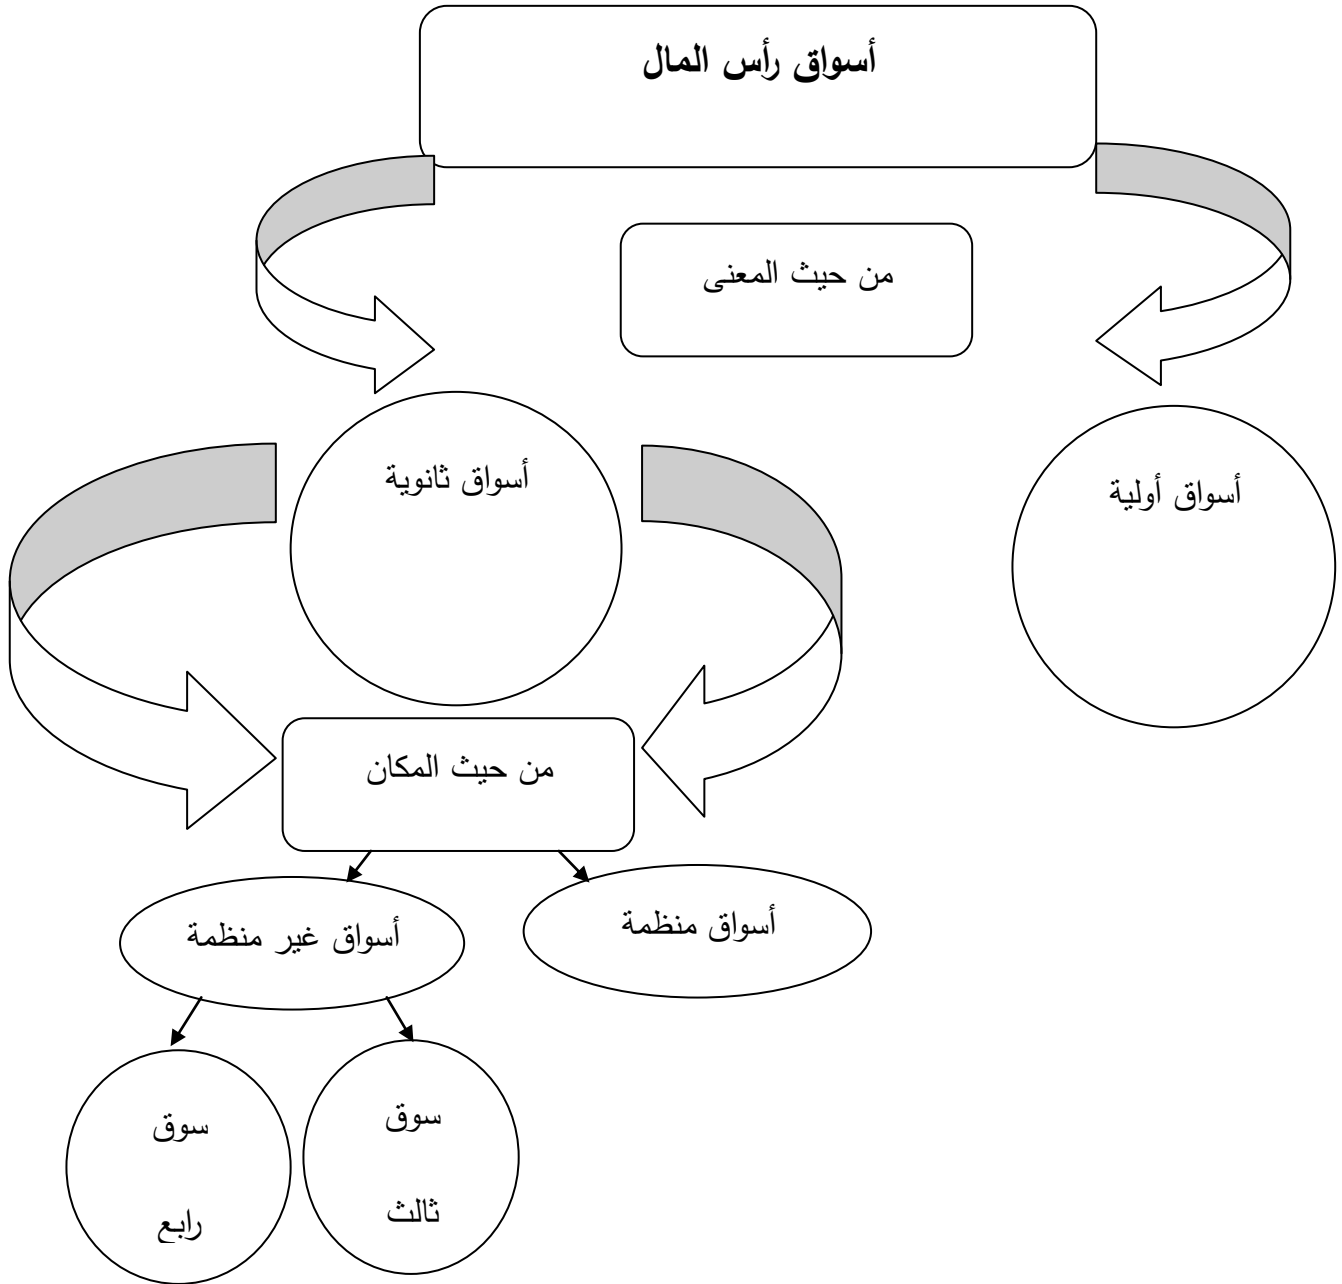 أسواق رأس المال
من حيث المعنى
أسواق أولية
أسواق ثانوية
من حيث المكان
أسواق منظمة
أسواق غير منظمة
سوق
ثالث
سوق
رابع